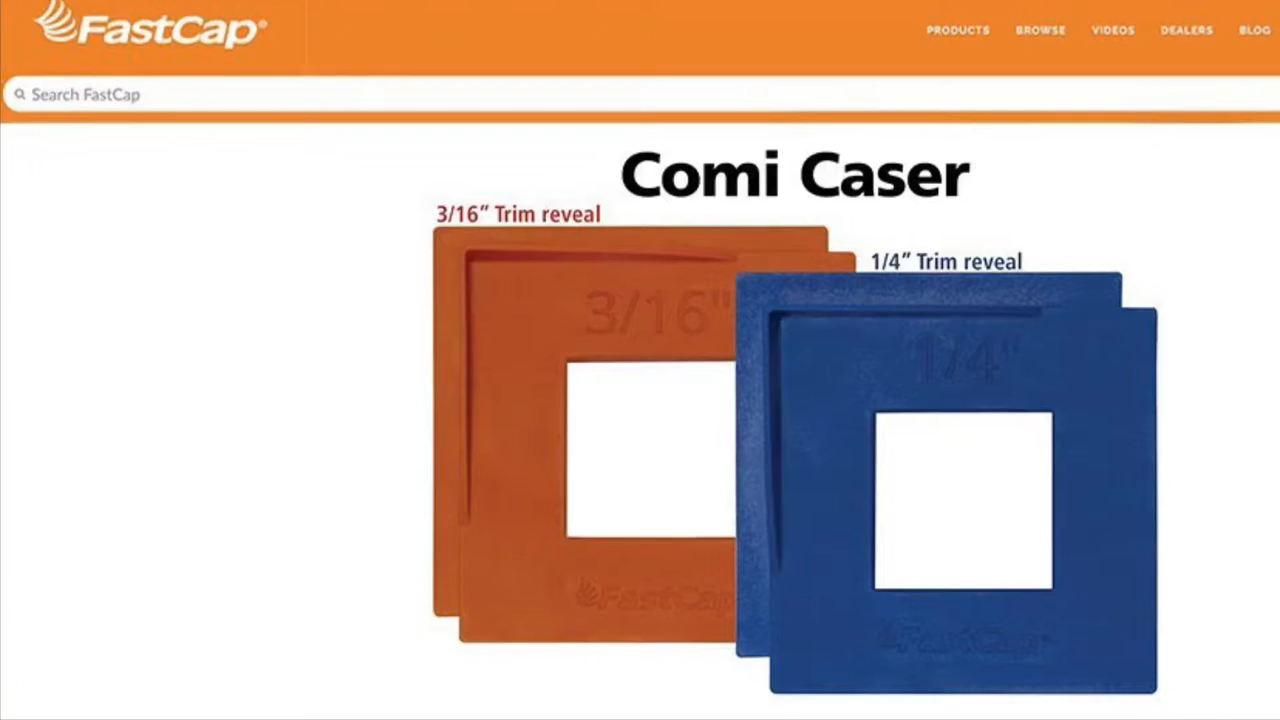 FastCap®
PRODUCTS BROWSE VIDEOS DEALERS BLOG
Search FastCap
Comi Caser
3/16” Trim reveal
1/4” Trim reveal
3/16"
1/4"
FastCap
FastCap®